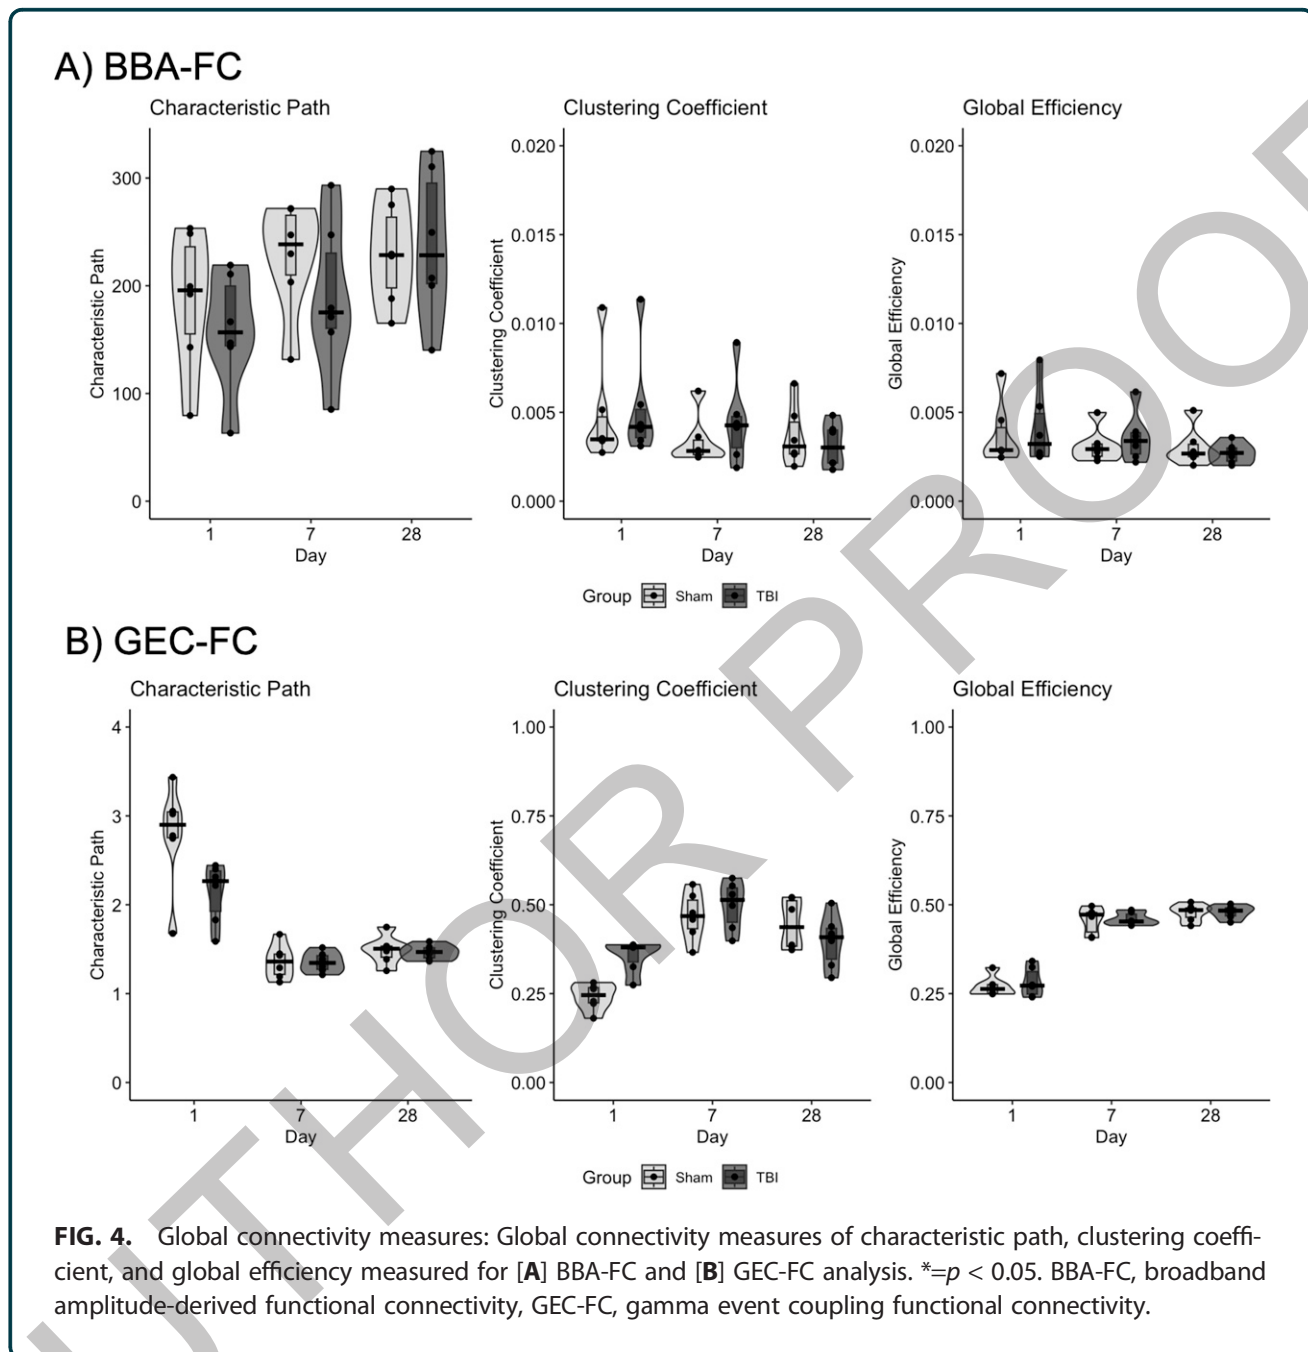 A) BBA-FC
Characteristic Path
Clustering Coefficient
Global Efficiency
Characteristic Path
300
200
100
0
1
7
28
Day
Clustering Coefficient
0.020
0.015
0.010
0.005
0.000
1
7
28
Day
Global Efficiency
0.020
0.015
0.010
0.005
0.000
1
7
28
Day
Group Sham TBI
B) GEC-FC
Characteristic Path
Clustering Coefficient
Global Efficiency
Characteristic Path
4
3
2
1
0
1
7
28
Day
Clustering Coefficient
1.00
0.75
0.50
0.25
0.00
1
7
28
Day
Global Efficiency
1.00
0.75
0.50
0.25
0.00
1
7
28
Day
Group Sham TBI
FIG. 4. Global connectivity measures: Global connectivity measures of characteristic path, clustering coeffi-
cient, and global efficiency measured for [A] BBA-FC and [B] GEC-FC analysis. *=p < 0.05. BBA-FC, broadband
amplitude-derived functional connectivity, GEC-FC, gamma event coupling functional connectivity.
UTHOR PROOF